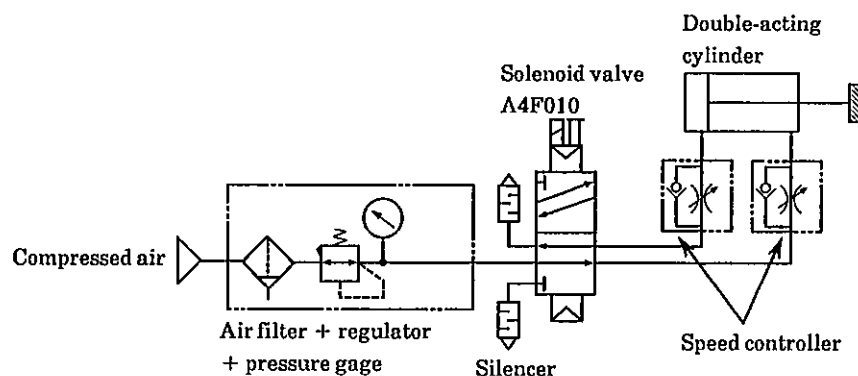 Double-acting
cylinder
Solenoid valve
A4F010
Compressed air
Air filter + regulator
+ pressure gage
Silencer
Speed controller